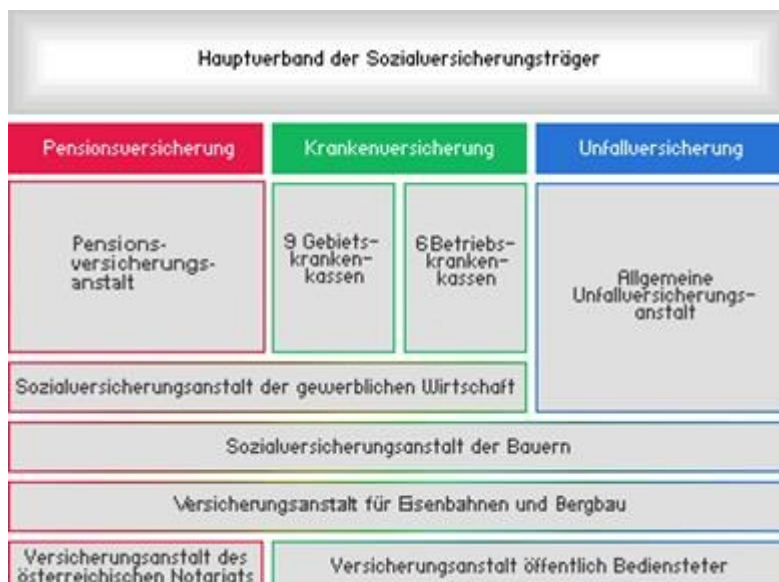 Hauptverband der Sozialversicherungsträger
Pensionsversicherung
Krankenversicherung
Unfallversicherung
Pensions-
versicherungs-
anstalt
9 Gebiets-
kranken-
kassen
6 Betriebs-
kranken-
kassen
Allgemeine
Unfallversicherungs-
anstalt
Sozialversicherungsanstalt der gewerblichen Wirtschaft
Sozialversicherungsanstalt der Bauern
Versicherungsanstalt für Eisenbahnen und Bergbau
Versicherungsanstalt des
österreichischen Notariats
Versicherungsanstalt öffentlich Bediensteter